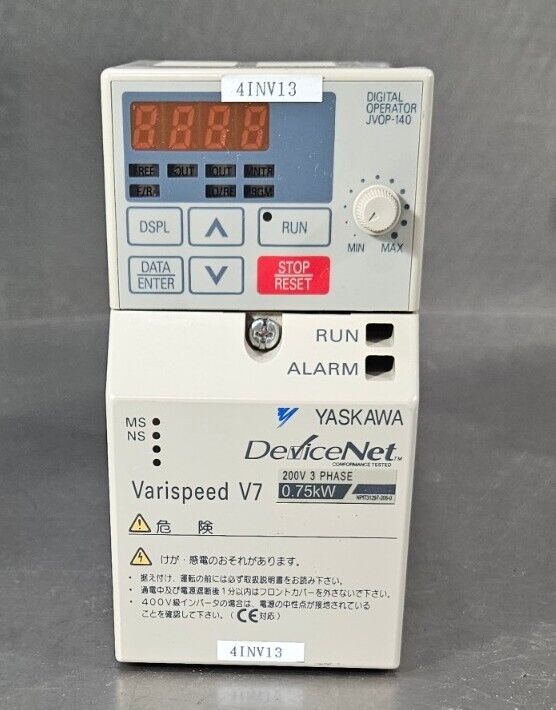 4INV13
DIGITAL
OPERATOR
JVOP-140
8888
FREF FOUT IOUT MNTR
F/R LO/RE PRGM
DSPL
RUN
MIN MAX
DATA
ENTER
STOP
RESET
RUN
ALARM
YASKAWA
MS
NS
DeviceNet™
CONFORMANCE TESTED
200V 3 PHASE
Varispeed V7
0.75kW
危 険
けが・感電のおそれがあります。
・据え付け、運転の前には必ず取扱説明書をお読み下さい。
・通電中及び電源遮断後1分以内はフロントカバーを外さないで下さい。
・400V級インバータの場合は、電源の中性点が接地されている
ことを確認して下さい。(CE対応)
4INV13